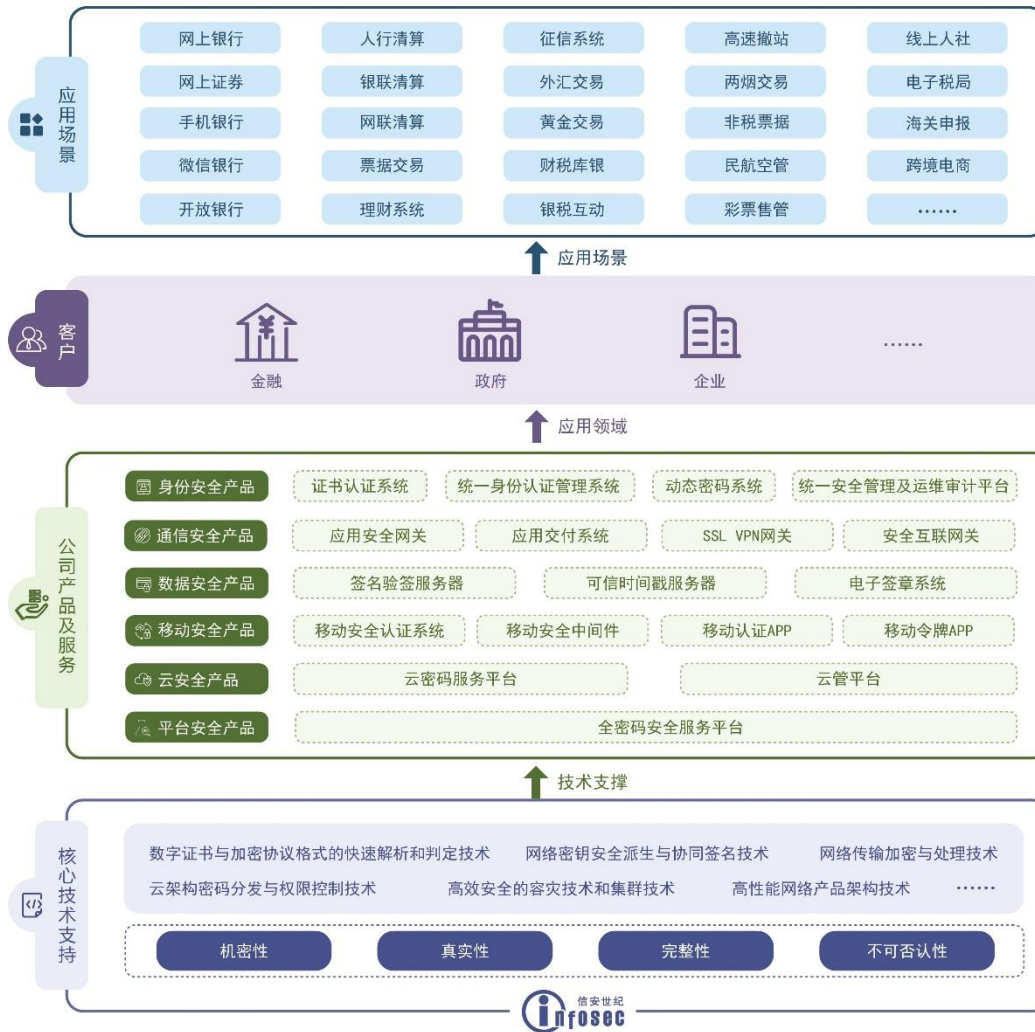 应用场景
网上银行 人行清算 征信系统 高速撤站 线上人社
网上证券 银联清算 外汇交易 两烟交易 电子税局
手机银行 网联清算 黄金交易 非税票据 海关申报
微信银行 票据交易 财税库银 民航空管 跨境电商
开放银行 理财系统 银税互动 彩票售管 ……
应用场景
客户
金融 政府 企业 ……
应用领域
公司产品及服务
身份安全产品 证书认证系统 统一身份认证管理系统 动态密码系统 统一安全管理及运维审计平台
通信安全产品 应用安全网关 应用交付系统 SSL VPN网关 安全互联网关
数据安全产品 签名验签服务器 可信时间戳服务器 电子签章系统
移动安全产品 移动安全认证系统 移动安全中间件 移动认证APP 移动令牌APP
云安全产品 云密码服务平台 云管平台
平台安全产品 全密码安全服务平台
技术支撑
核心技术支持
数字证书与加密协议格式的快速解析和判定技术 网络密钥安全派生与协同签名技术 网络传输加密与处理技术
云架构密码分发与权限控制技术 高效安全的容灾技术和集群技术 高性能网络产品架构技术 ……
机密性 真实性 完整性 不可否认性
信安世纪
infosec